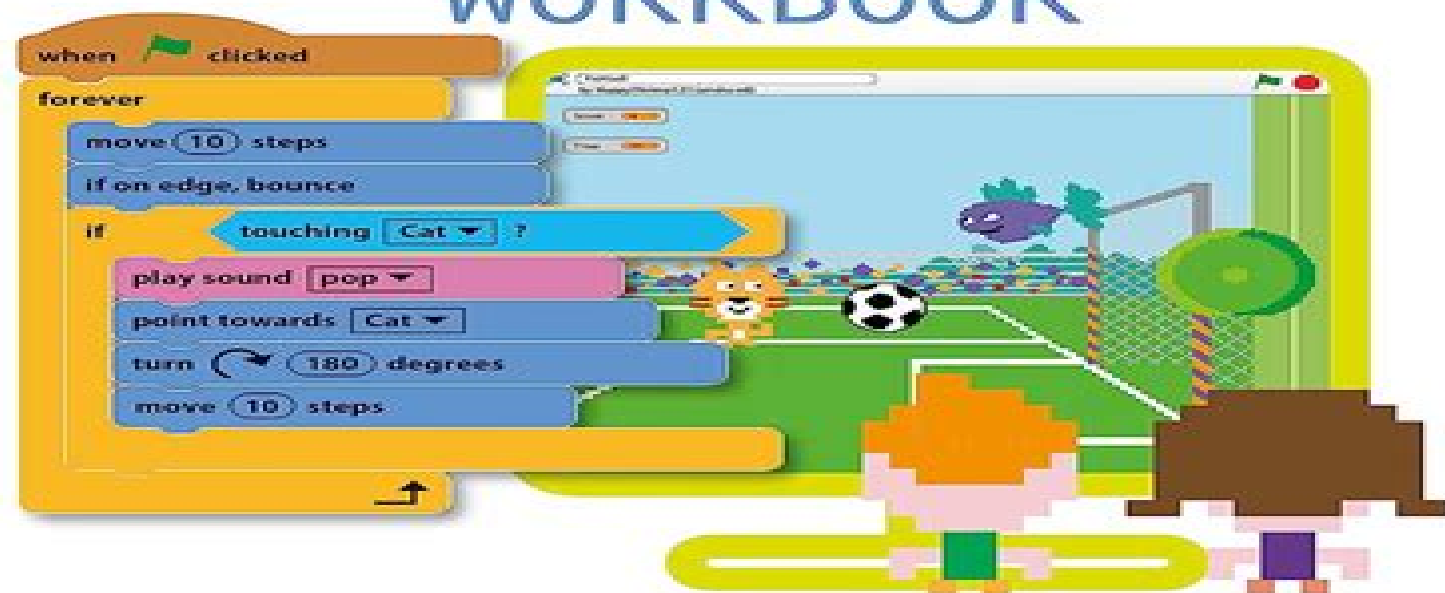 WORKBOOK
when clicked
forever
move 10 steps
if on edge, bounce
if touching Cat ?
play sound pop
point towards Cat
turn 180 degrees
move 10 steps